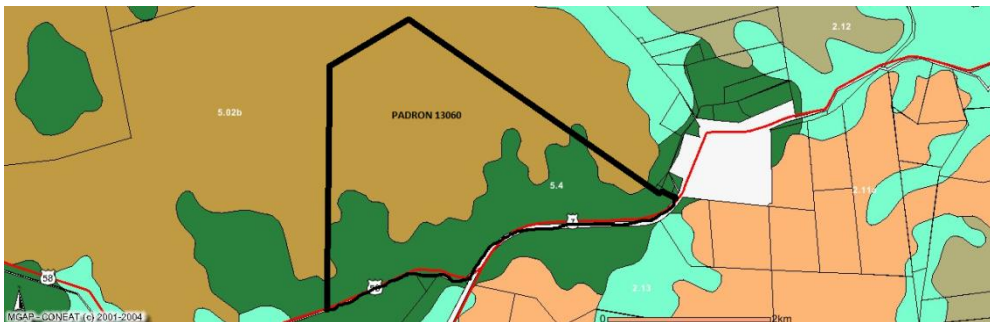 2.12
5.02b
PADRON 13060
5.4
2.11a
7
58
2.13
MGAP - CONEAT (c) 2001-2004
0
2km